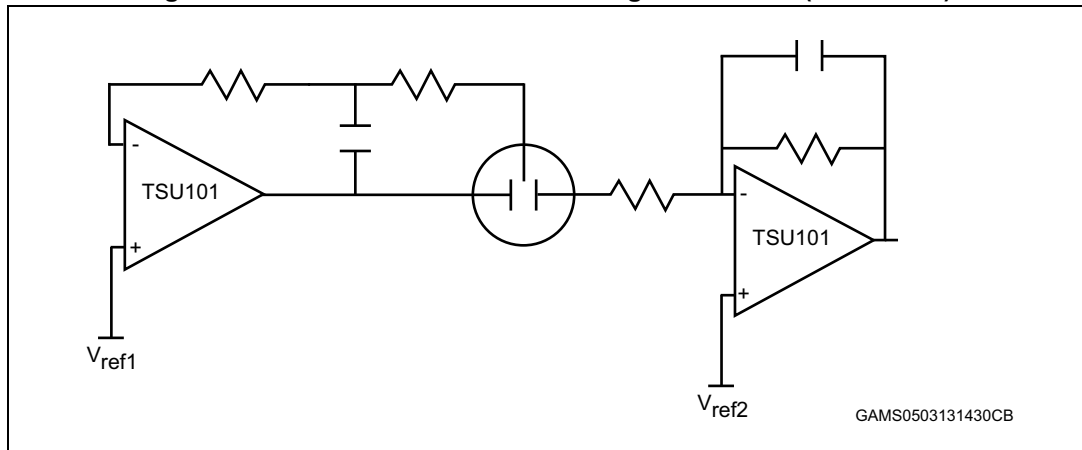 -
TSU101
+
Vref1
-
TSU101
+
Vref2
GAMS0503131430CB